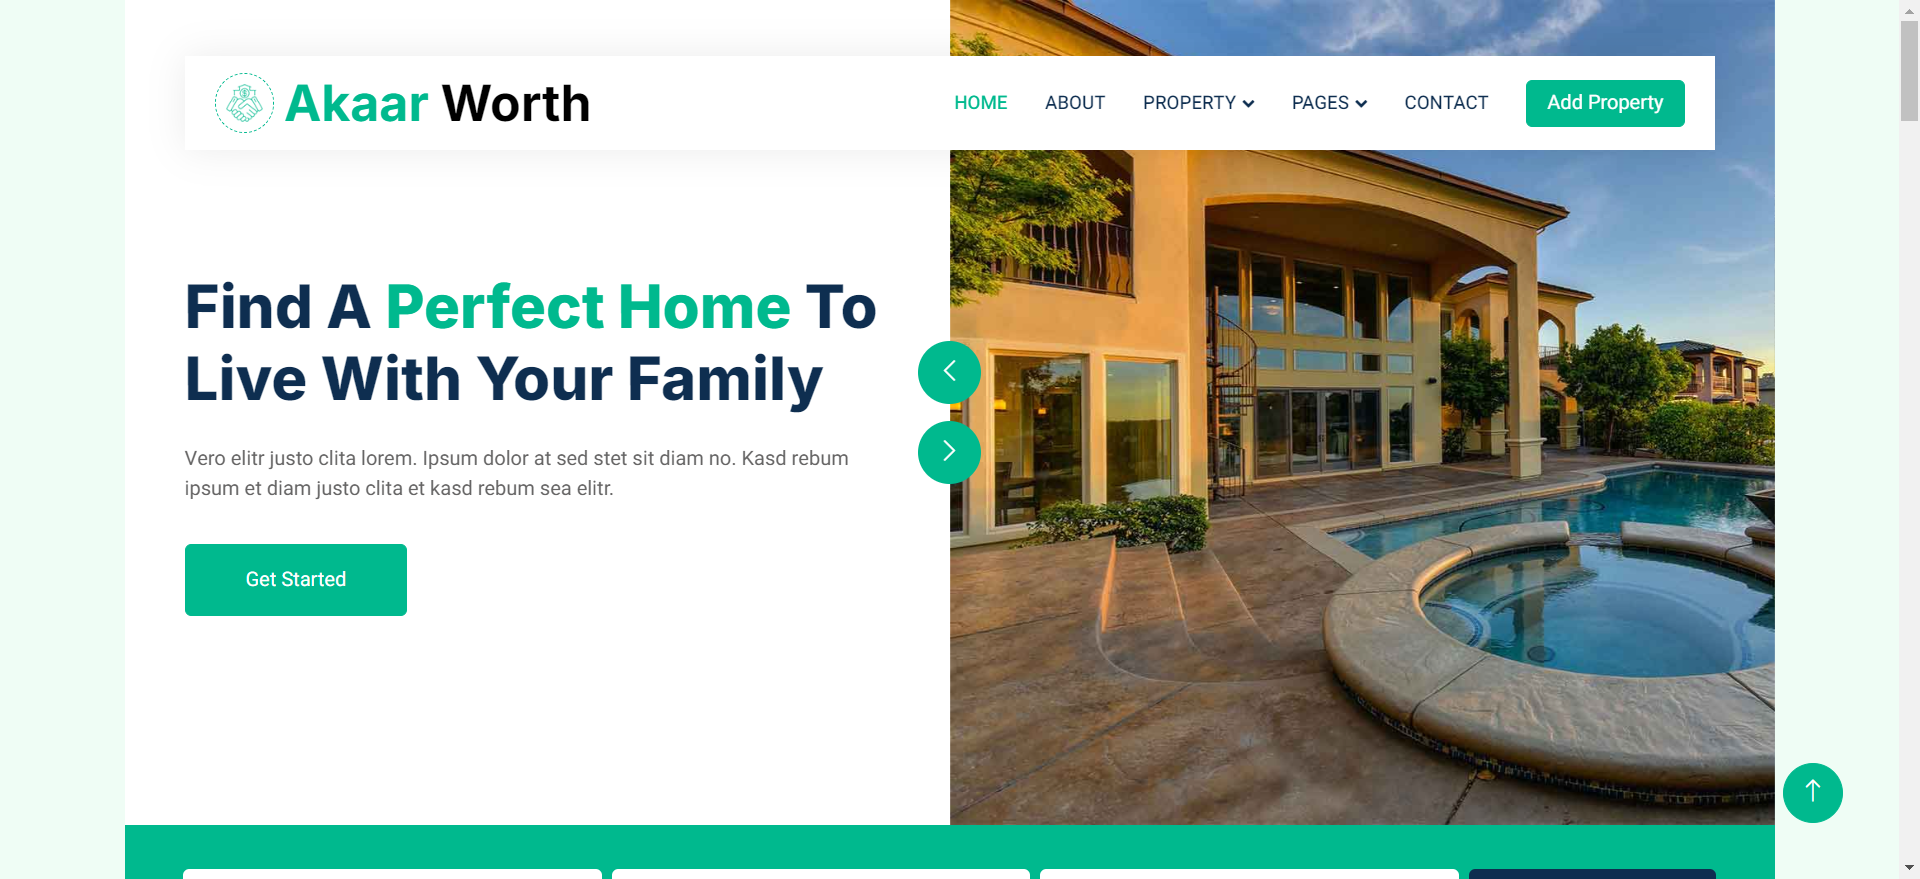 Akaar Worth
HOME ABOUT PROPERTY PAGES CONTACT Add Property
Find A Perfect Home To
Live With Your Family
Vero elitr justo clita lorem. Ipsum dolor at sed stet sit diam no. Kasd rebum
ipsum et diam justo clita et kasd rebum sea elitr.
Get Started